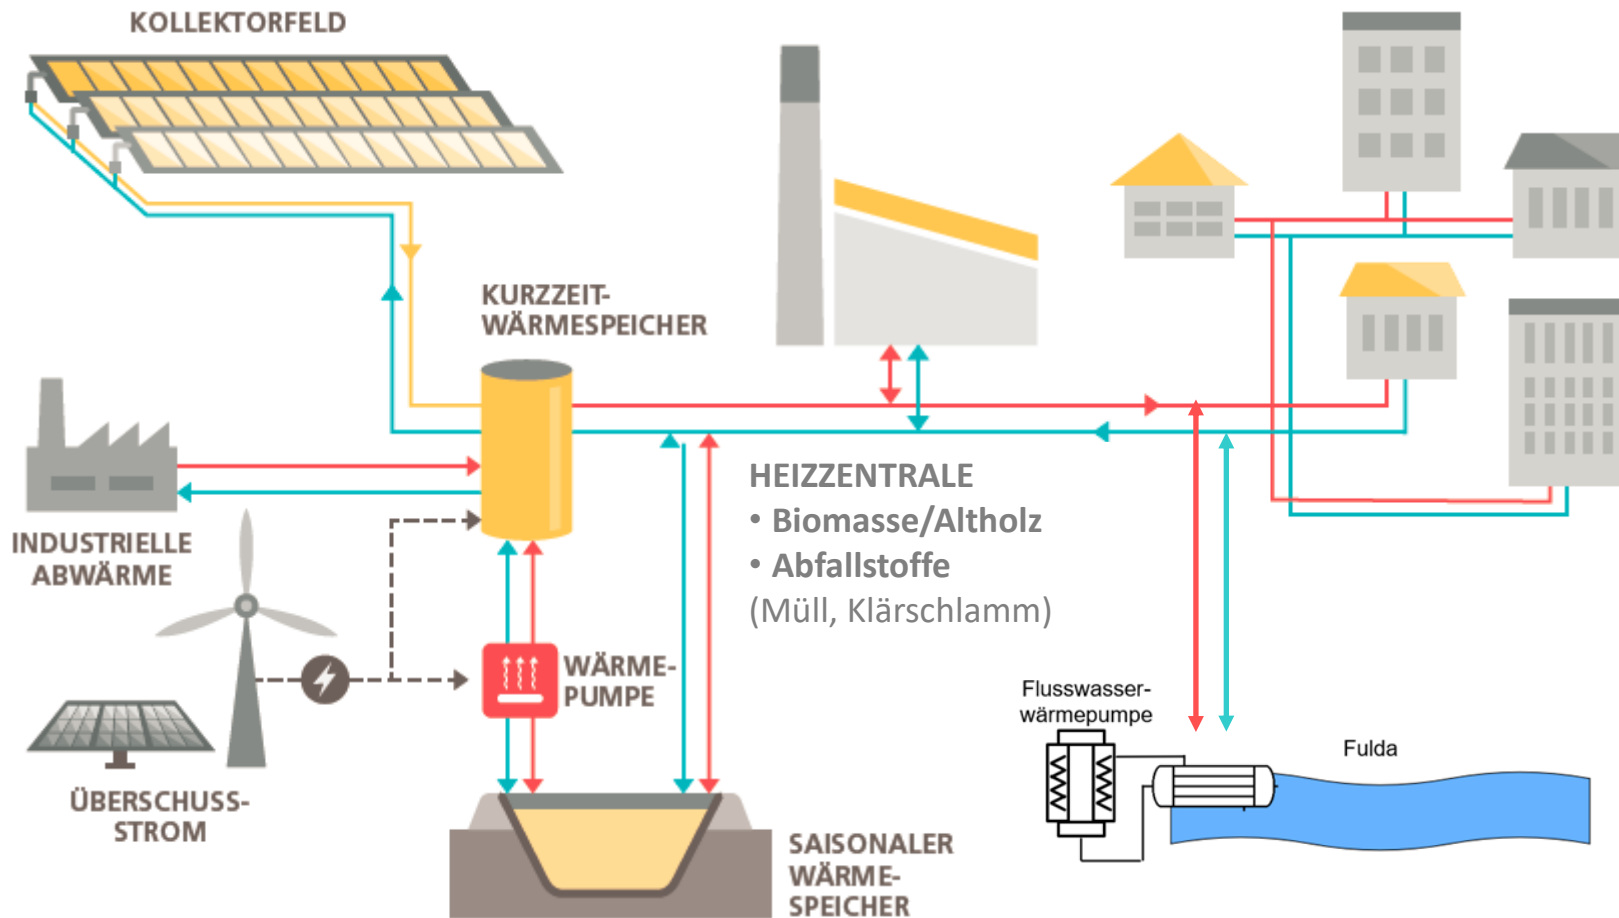 KOLLEKTORFELD
KURZZEIT-
WÄRMESPEICHER
INDUSTRIELLE
ABWÄRME
HEIZZENTRALE
• Biomasse/Altholz
• Abfallstoffe
(Müll, Klärschlamm)
WÄRME-
PUMPE
Flusswasser-
wärmepumpe
Fulda
ÜBERSCHUSS-
STROM
SAISONALER
WÄRME-
SPEICHER